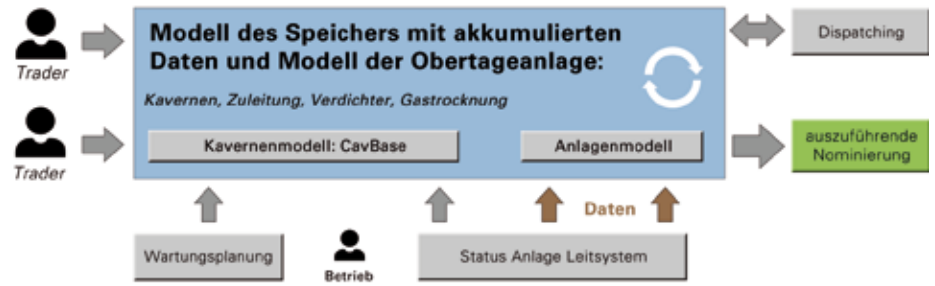 Trader
Modell des Speichers mit akkumulierten
Daten und Modell der Obertageanlage:
Dispatching
Kavernen, Zuleitung, Verdichter, Gastrocknung
Trader
Kavernenmodell: CavBase
Anlagenmodell
auszuführende
Nominierung
Daten
Wartungsplanung
Betrieb
Status Anlage Leitsystem